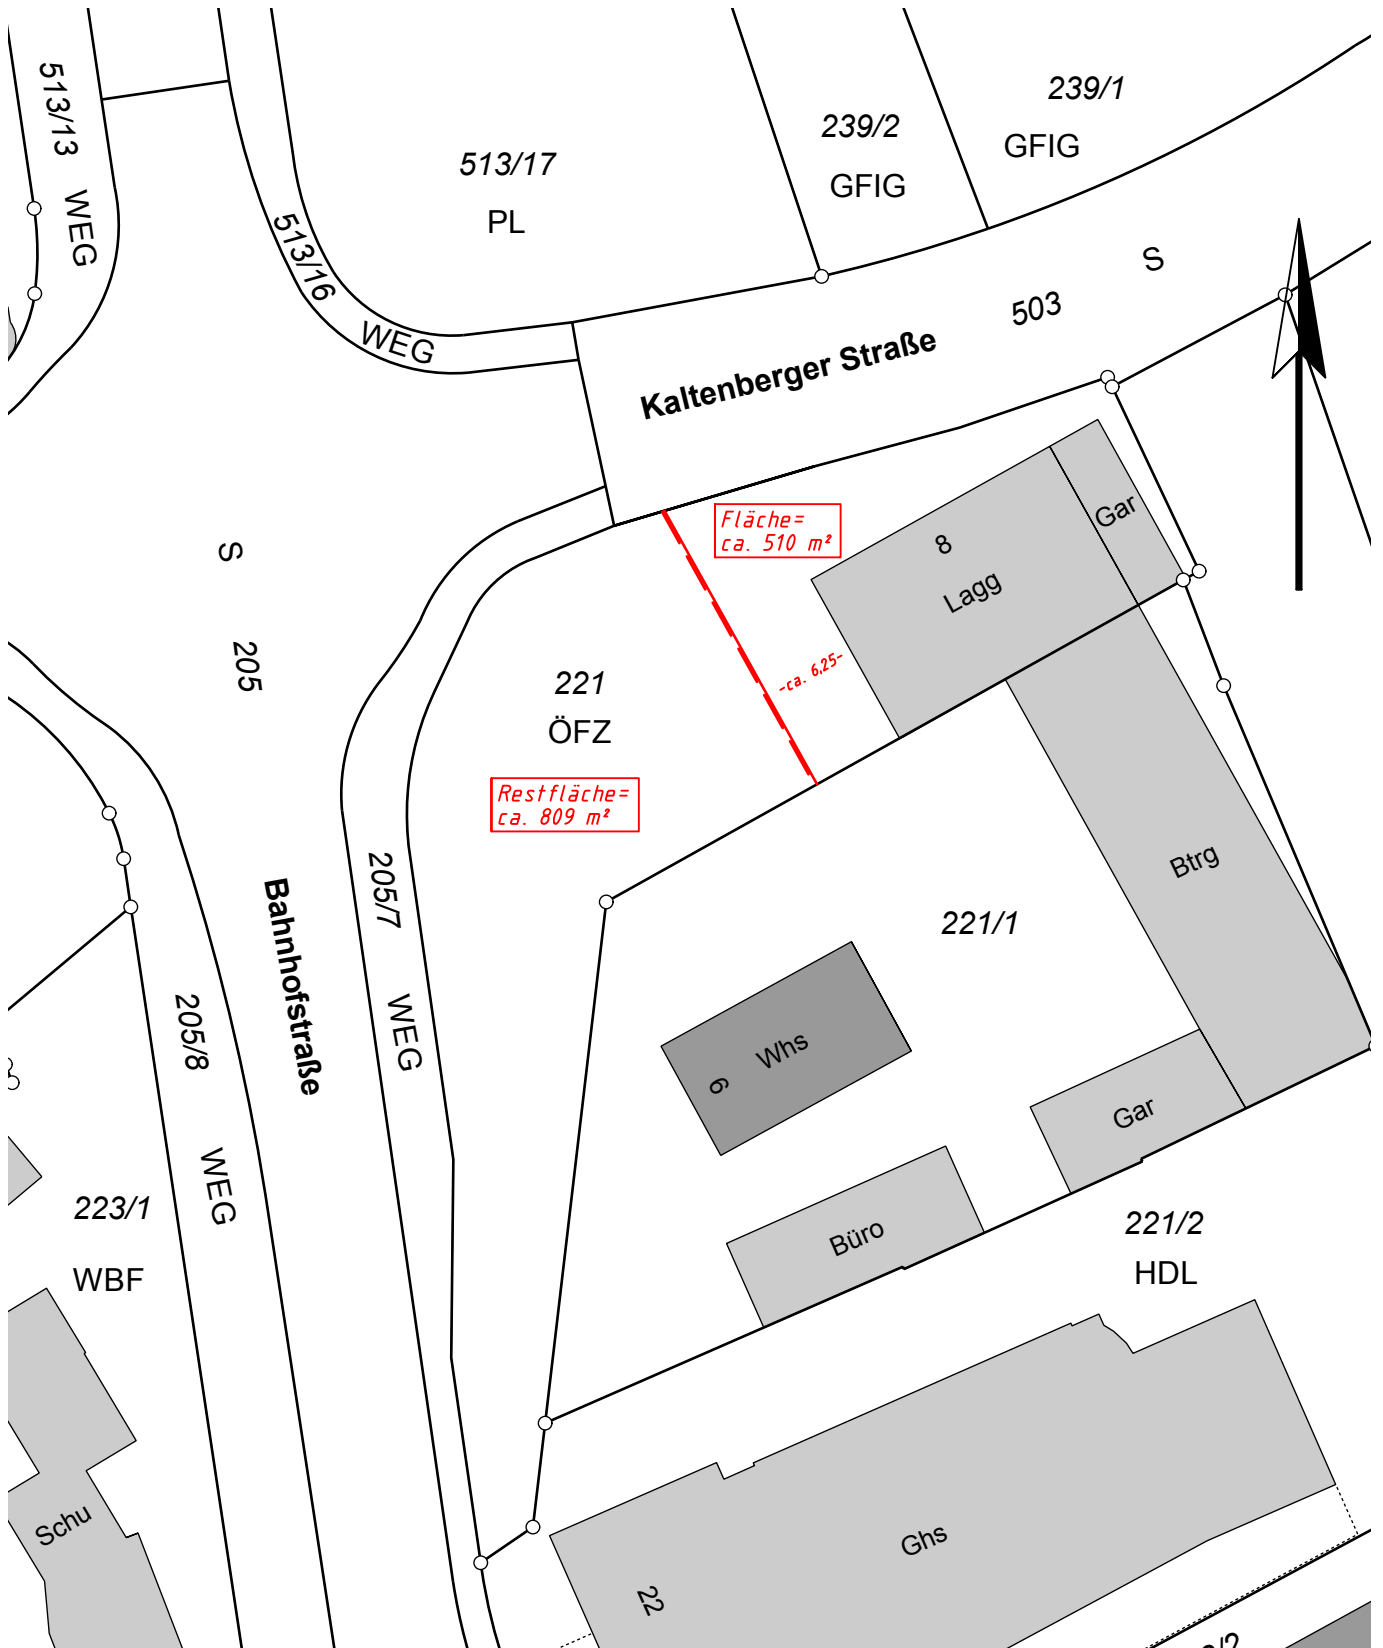 513/13
WEG
513/16
WEG
513/17
PL
239/2
GFIG
239/1
GFIG
S
503
Kaltenberger Straße
Fläche=
ca. 510 m²
8
Lagg
Gar
-ca. 6,25-
S
205
221
ÖFZ
Restfläche=
ca. 809 m²
205/7
WEG
Bahnhofstraße
205/8
WEG
221/1
Btrg
Whs
9
Gar
Büro
223/1
WBF
221/2
HDL
Schu
Ghs
22